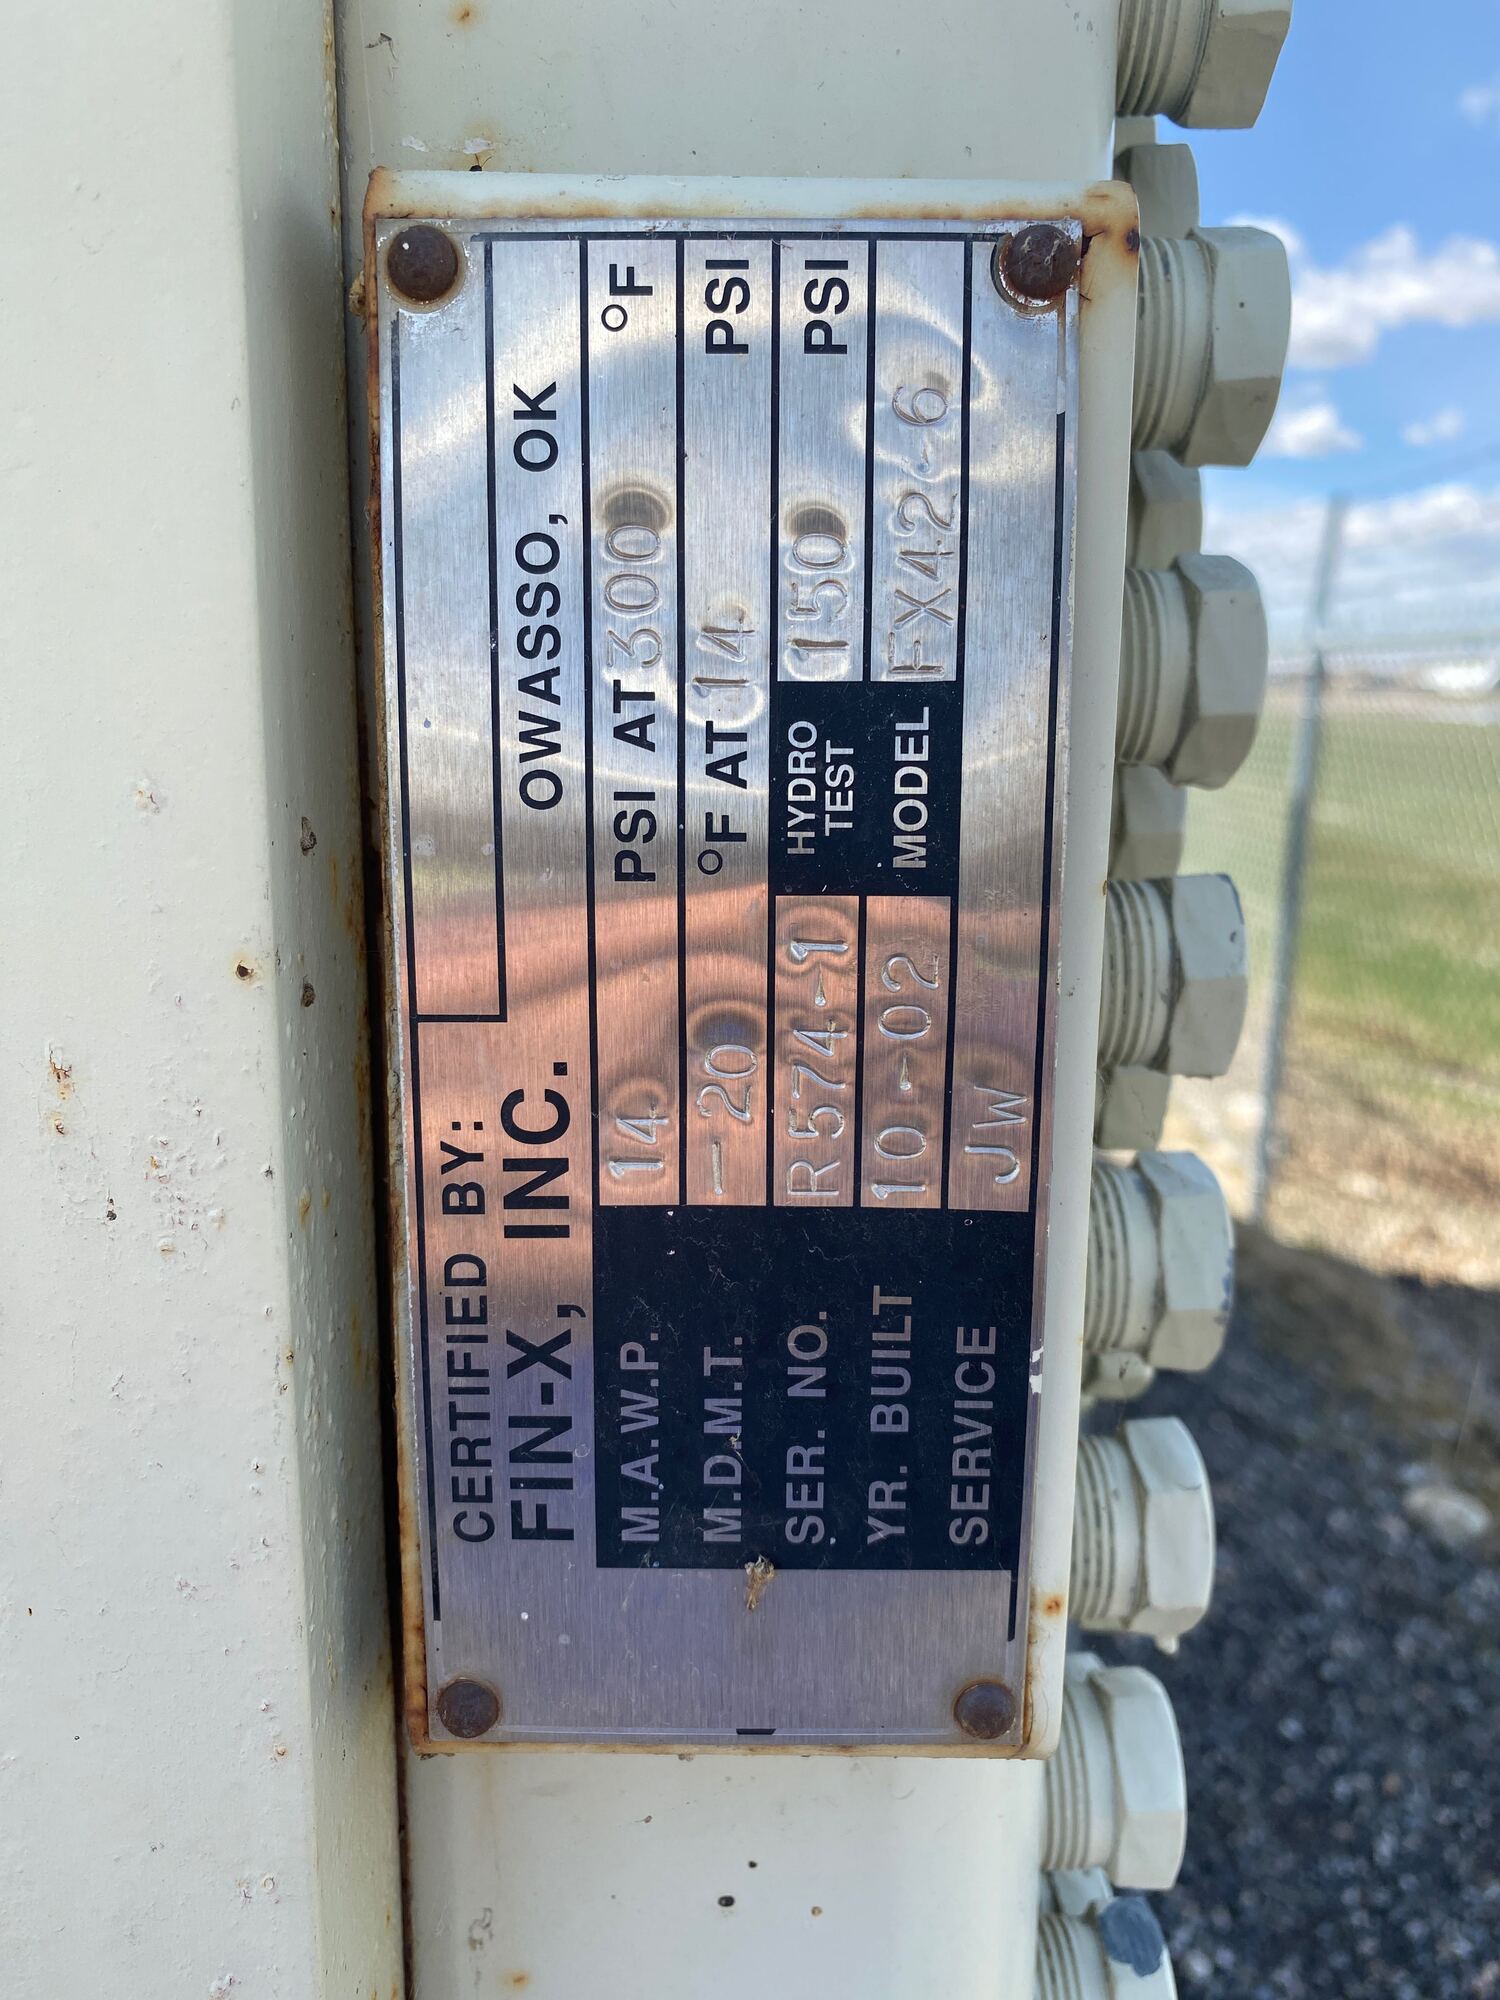 CERTIFIED BY:
FIN-X, INC. OWASSO, OK
M.A.W.P. 14 PSI AT 300 °F
M.D.M.T. -20 °F AT 14 PSI
SER. NO. R574-1 HYDRO TEST 150 PSI
YR. BUILT 10-02 MODEL FX42-6
SERVICE JW